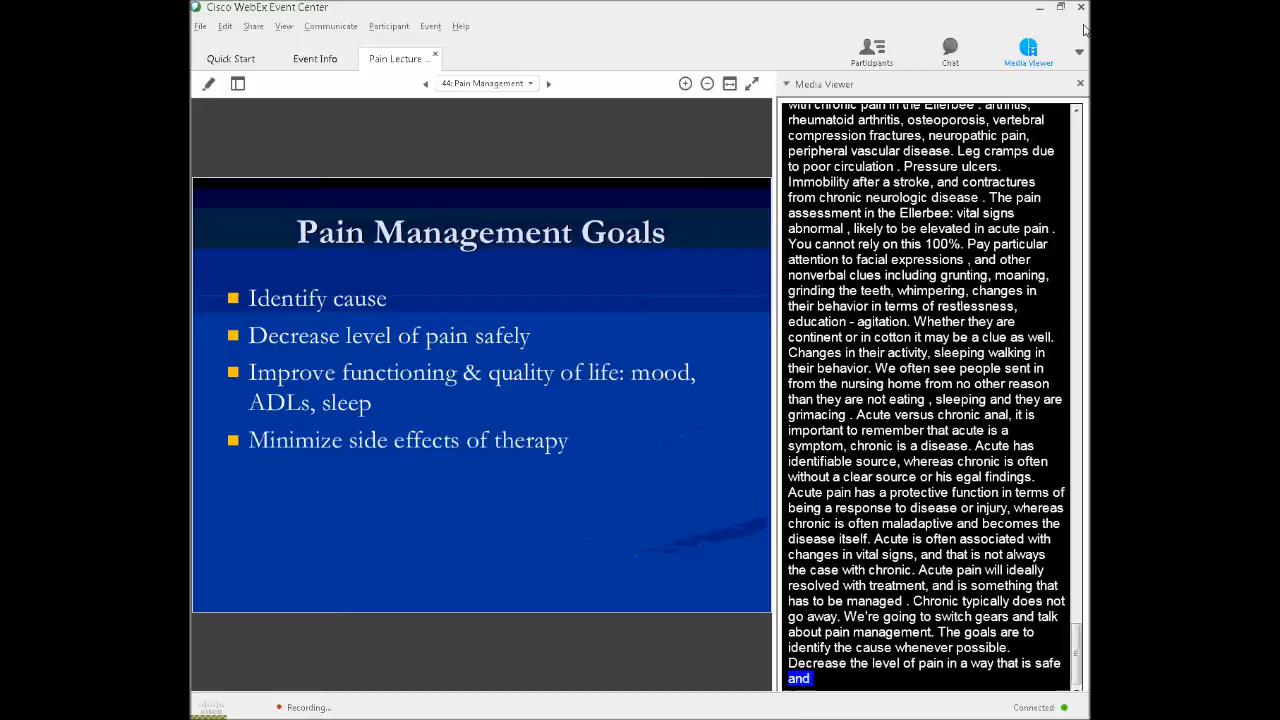 Cisco WebEx Event Center
File Edit Share View Communicate Participant Event Help
Quick Start Event Info Pain Lecture ...
Participants Chat Media Viewer
44: Pain Management
Pain Management Goals
Identify cause
Decrease level of pain safely
Improve functioning & quality of life: mood,
ADLs, sleep
Minimize side effects of therapy
Media Viewer
with chronic pain in the Ellerbee : arthritis,
rheumatoid arthritis, osteoporosis, vertebral
compression fractures, neuropathic pain,
peripheral vascular disease. Leg cramps due
to poor circulation . Pressure ulcers.
Immobility after a stroke, and contractures
from chronic neurologic disease . The pain
assessment in the Ellerbee: vital signs
abnormal , likely to be elevated in acute pain .
You cannot rely on this 100%. Pay particular
attention to facial expressions , and other
nonverbal clues including grunting, moaning,
grinding the teeth, whimpering, changes in
their behavior in terms of restlessness,
education - agitation. Whether they are
continent or in cotton it may be a clue as well.
Changes in their activity, sleeping walking in
their behavior. We often see people sent in
from the nursing home from no other reason
than they are not eating , sleeping and they are
grimacing . Acute versus chronic anal, it is
important to remember that acute is a
symptom, chronic is a disease. Acute has
identifiable source, whereas chronic is often
without a clear source or his egal findings.
Acute pain has a protective function in terms of
being a response to disease or injury, whereas
chronic is often maladaptive and becomes the
disease itself. Acute is often associated with
changes in vital signs, and that is not always
the case with chronic. Acute pain will ideally
resolved with treatment, and is something that
has to be managed . Chronic typically does not
go away. We're going to switch gears and talk
about pain management. The goals are to
identify the cause whenever possible.
Decrease the level of pain in a way that is safe
and
cisco
Recording...
Connected